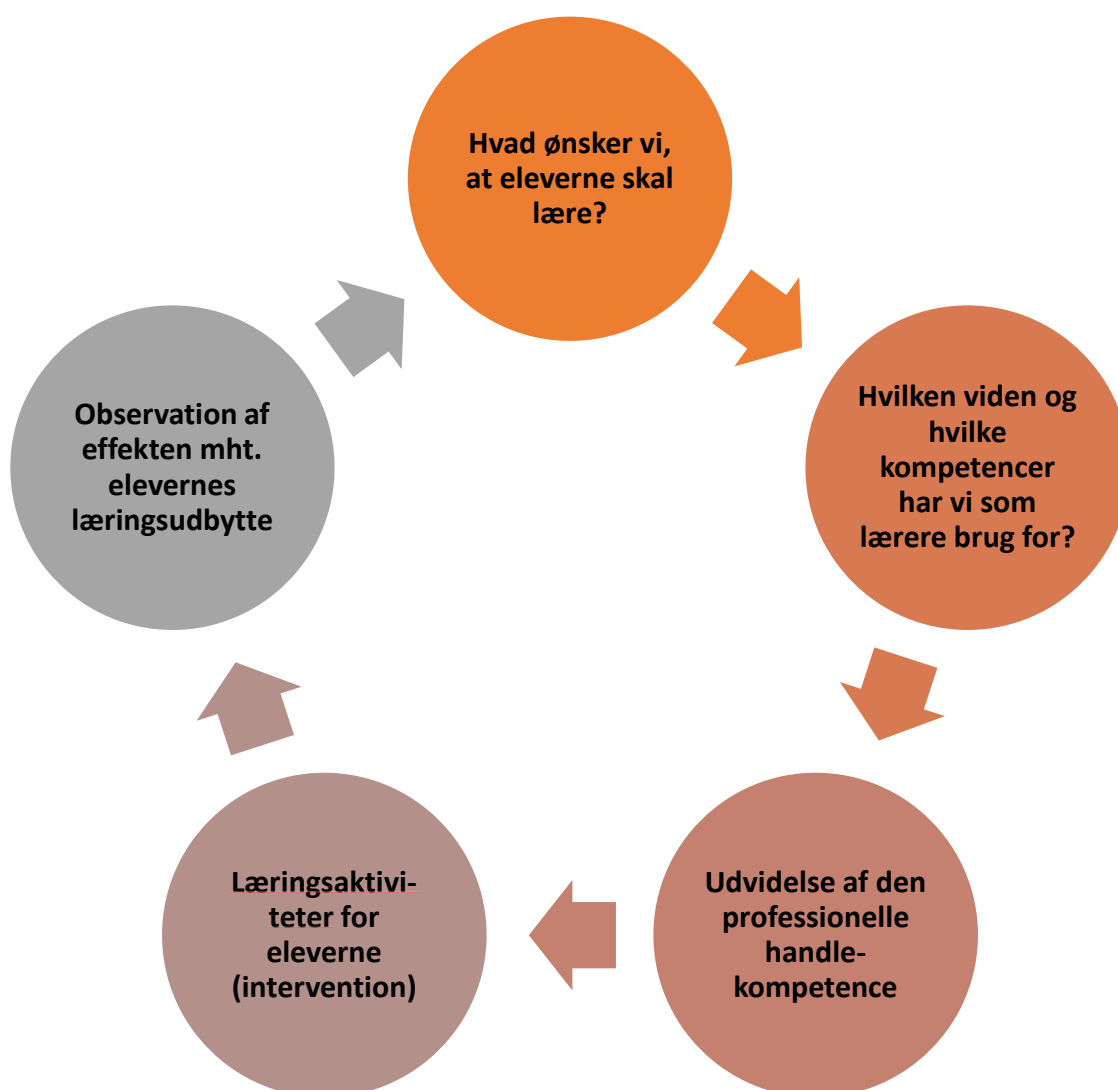 Hvad ønsker vi,
at eleverne skal
lære?
Hvilken viden og
hvilke
kompetencer
har vi som
lærere brug for?
Udvidelse af den
professionelle
handle-
kompetence
Læringsaktivi-
teter for
eleverne
(intervention)
Observation af
effekten mht.
elevernes
læringsudbytte